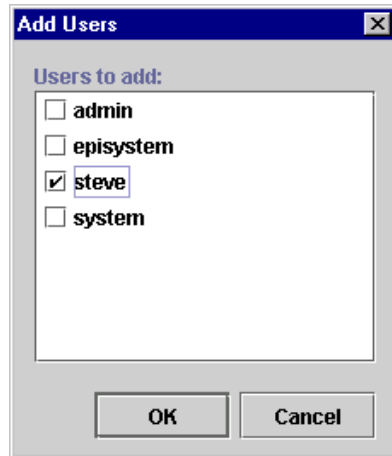 Add Users
Users to add:
admin
episystem
steve
system
OK Cancel